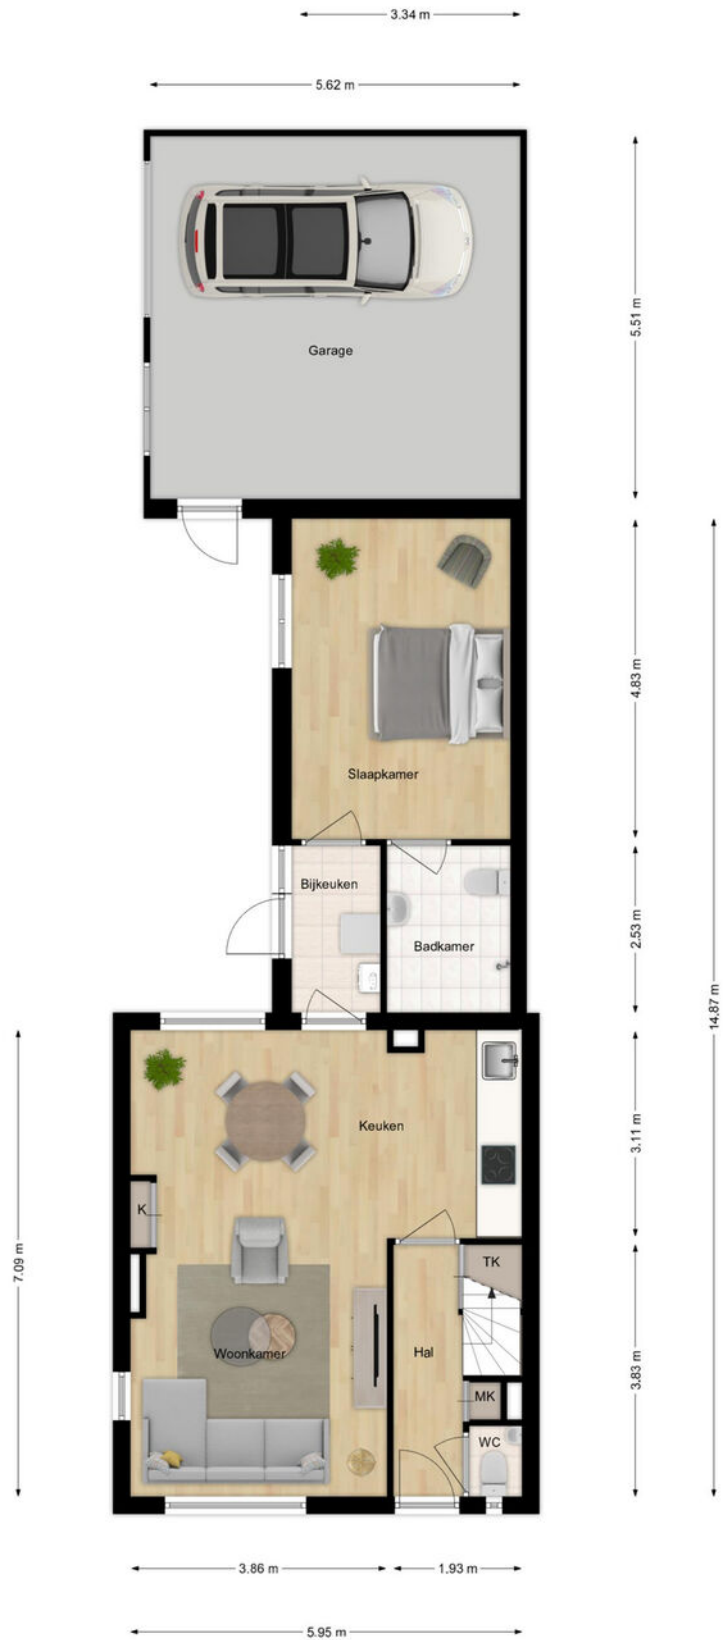 3.34 m
5.62 m
Garage
5.51 m
Slaapkamer
4.83 m
Bijkeuken
Badkamer
2.53 m
14.87 m
Keuken
3.11 m
K
7.09 m
TK
Woonkamer
Hal
3.83 m
MK
WC
3.86 m
1.93 m
5.95 m